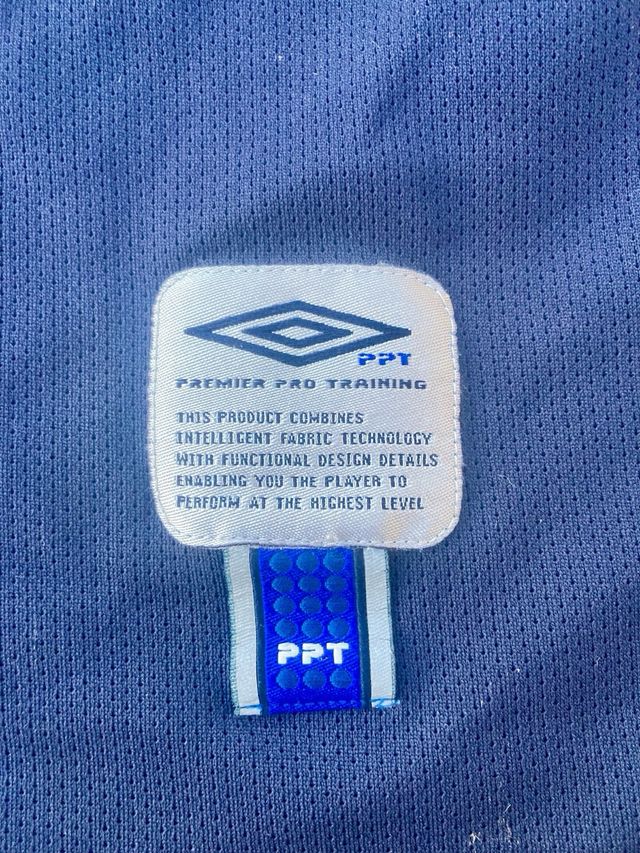 PPT
PREMIER PRO TRAINING
THIS PRODUCT COMBINES
INTELLIGENT FABRIC TECHNOLOGY
WITH FUNCTIONAL DESIGN DETAILS
ENABLING YOU THE PLAYER TO
PERFORM AT THE HIGHEST LEVEL
PPT